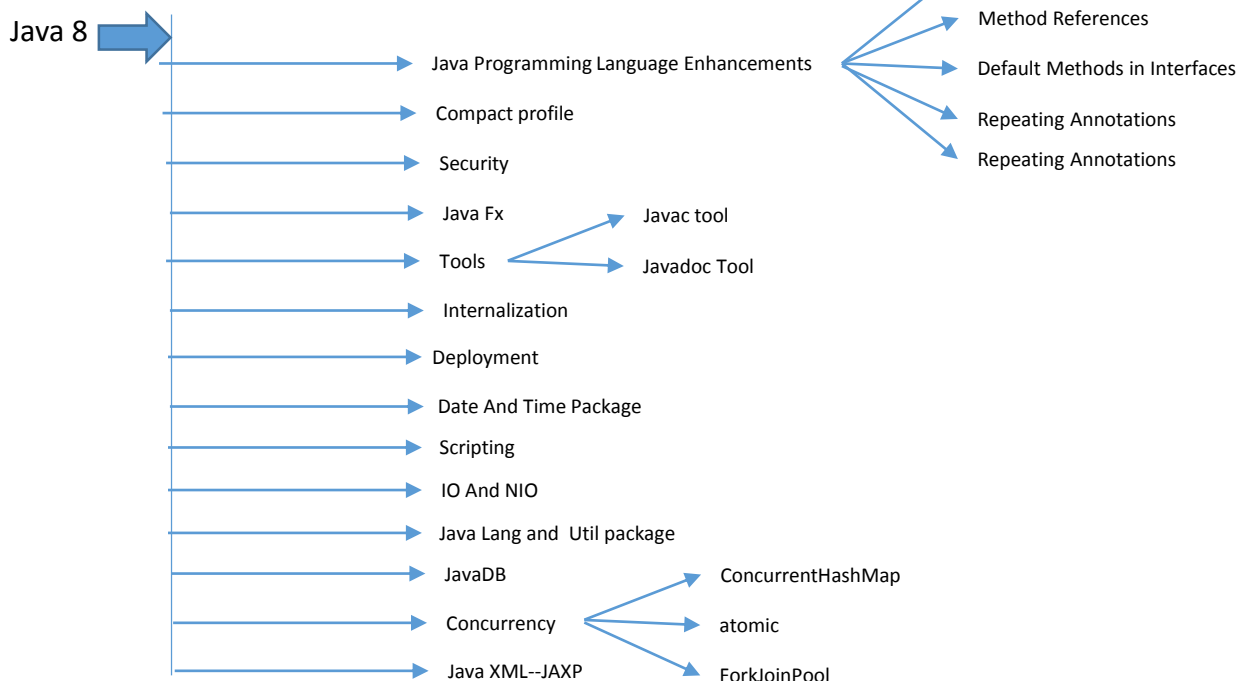 Java 8
Method References
Java Programming Language Enhancements
Default Methods in Interfaces
Compact profile
Repeating Annotations
Security
Repeating Annotations
Java Fx
Javac tool
Tools
Javadoc Tool
Internalization
Deployment
Date And Time Package
Scripting
IO And NIO
Java Lang and Util package
JavaDB
ConcurrentHashMap
Concurrency
atomic
Java XML--JAXP
ForkJoinPool